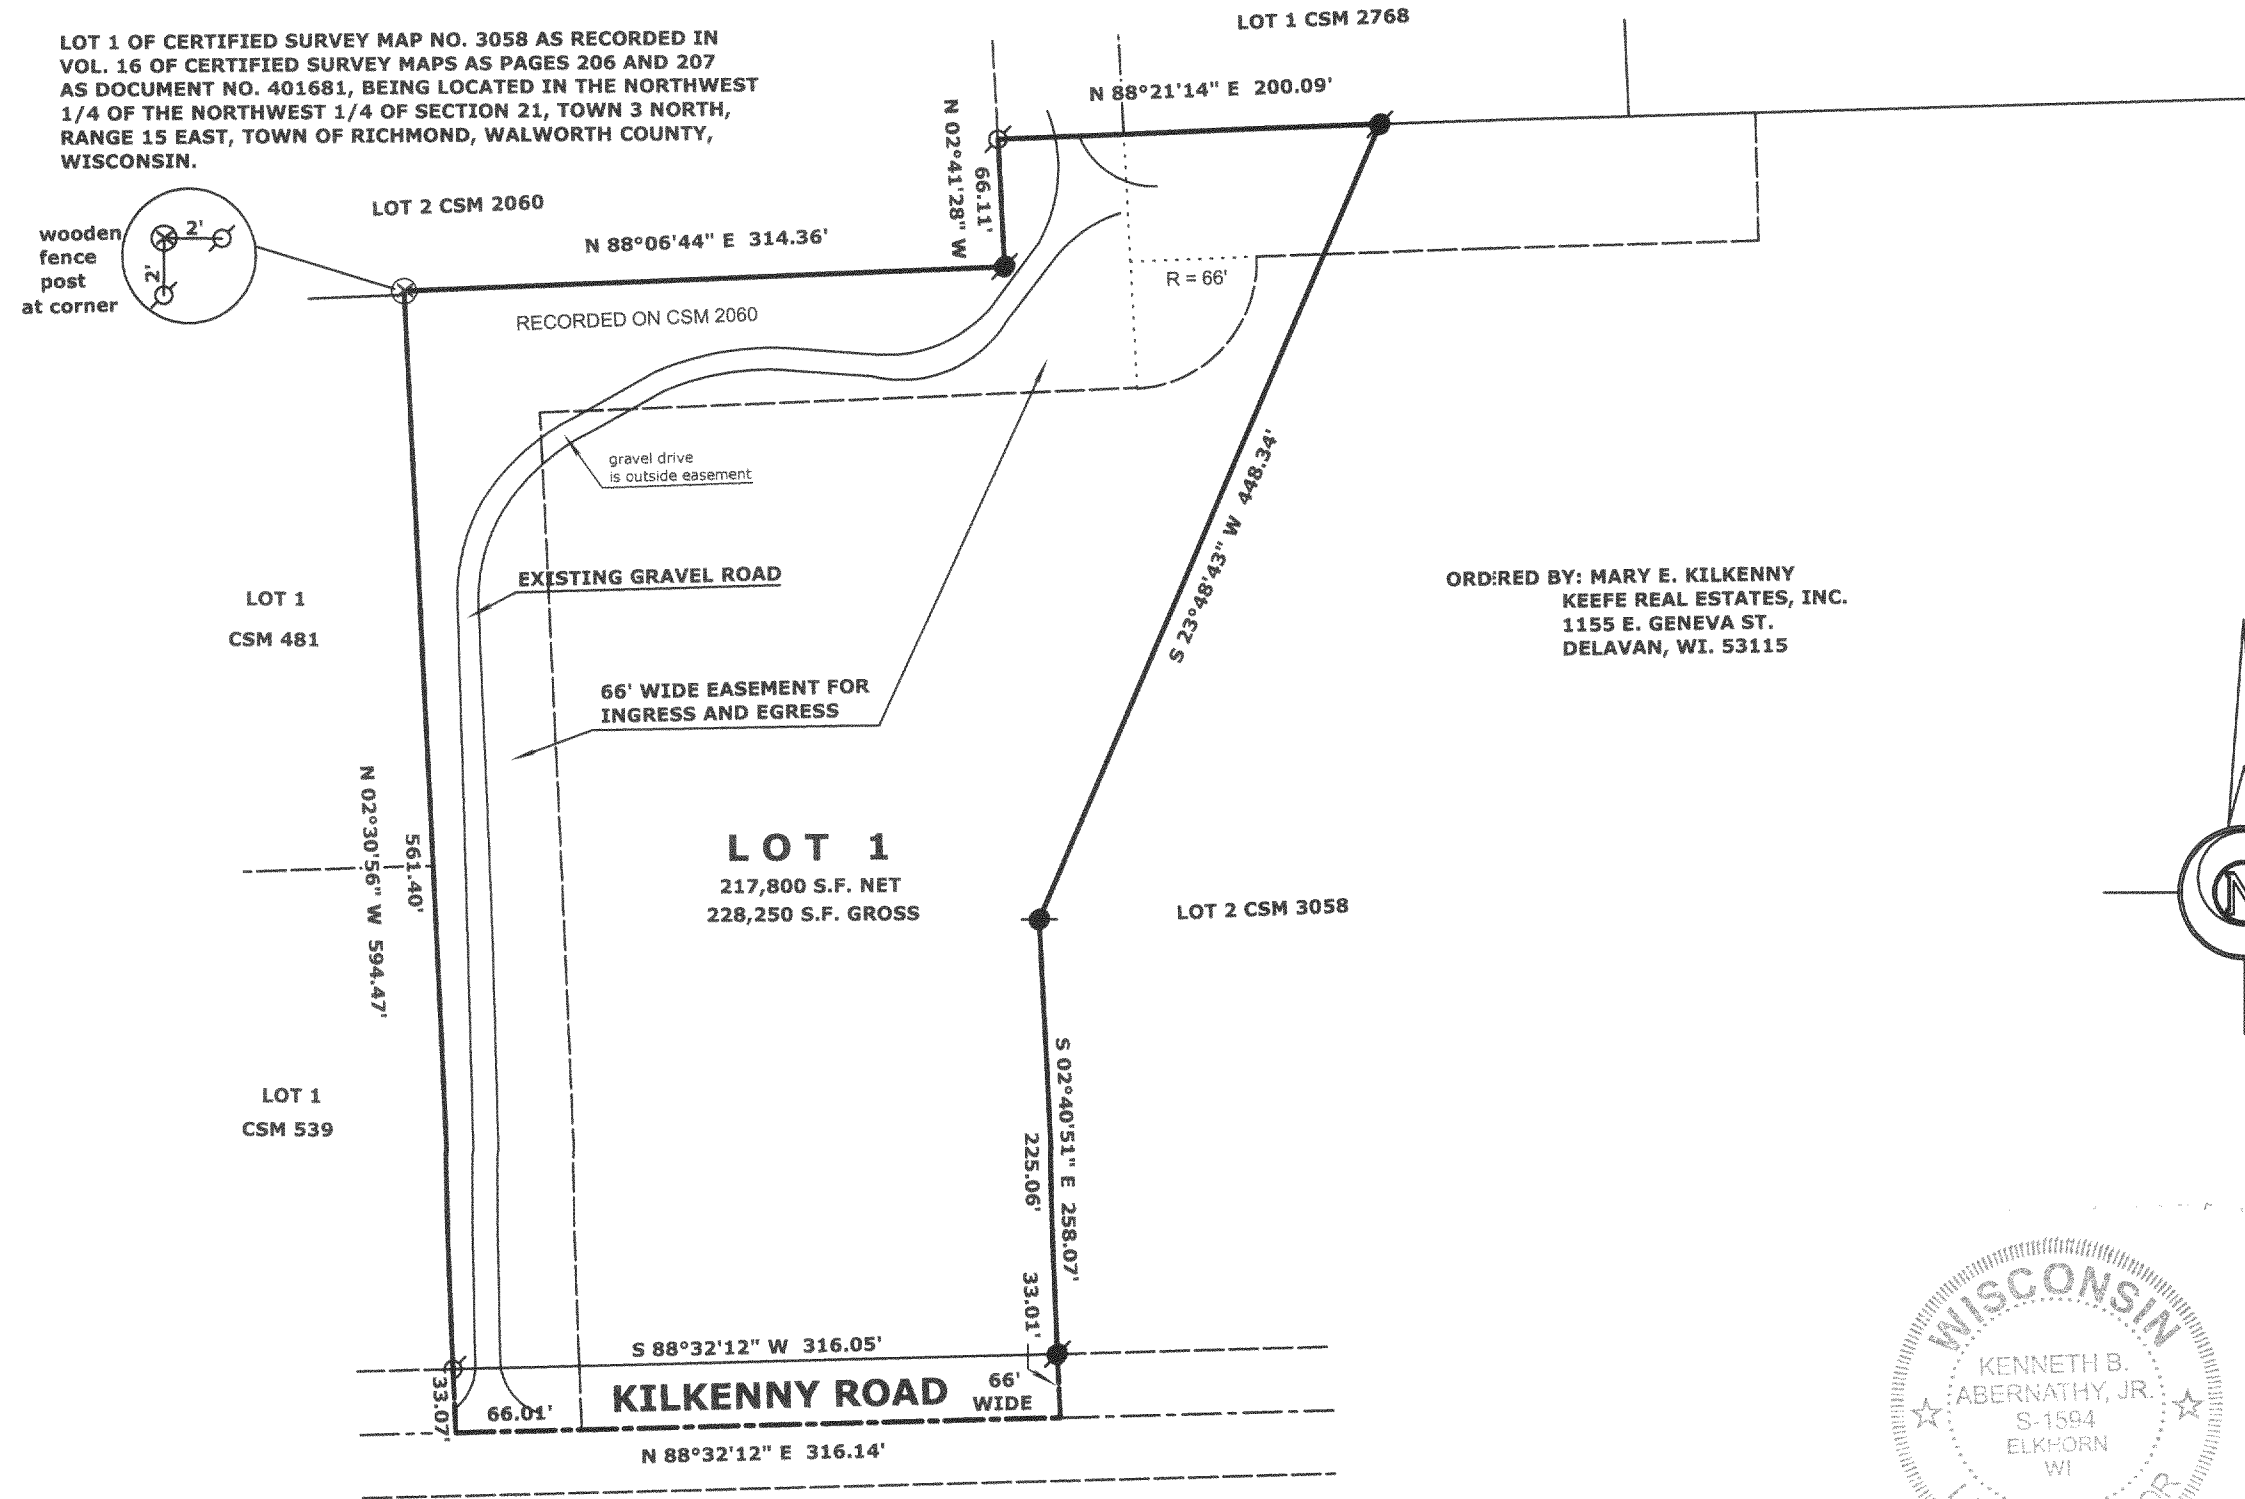 LOT 1 OF CERTIFIED SURVEY MAP NO. 3058 AS RECORDED IN
VOL. 16 OF CERTIFIED SURVEY MAPS AS PAGES 206 AND 207
AS DOCUMENT NO. 401681, BEING LOCATED IN THE NORTHWEST
1/4 OF THE NORTHWEST 1/4 OF SECTION 21, TOWN 3 NORTH,
RANGE 15 EAST, TOWN OF RICHMOND, WALWORTH COUNTY,
WISCONSIN.
LOT 1 CSM 2768
N 88°21'14" E 200.09'
N 02°41'28" W
66.11'
LOT 2 CSM 2060
wooden
fence
post
at corner
2'
2'
N 88°06'44" E 314.36'
RECORDED ON CSM 2060
R = 66'
gravel drive
is outside easement
S 23°48'43" W 448.34'
EXISTING GRAVEL ROAD
LOT 1
CSM 481
ORDERED BY: MARY E. KILKENNY
KEEFE REAL ESTATES, INC.
1155 E. GENEVA ST.
DELAVAN, WI. 53115
66' WIDE EASEMENT FOR
INGRESS AND EGRESS
N 02°30'56" W 594.47'
561.40'
LOT 1
217,800 S.F. NET
228,250 S.F. GROSS
LOT 2 CSM 3058
N
LOT 1
CSM 539
S 02°40'51" E 258.07'
225.06'
33.01'
S 88°32'12" W 316.05'
KILKENNY ROAD
66'
WIDE
33.07'
66.01'
N 88°32'12" E 316.14'
WISCONSIN
KENNETH B.
ABERNATHY, JR.
S-1594
ELKHORN
WI